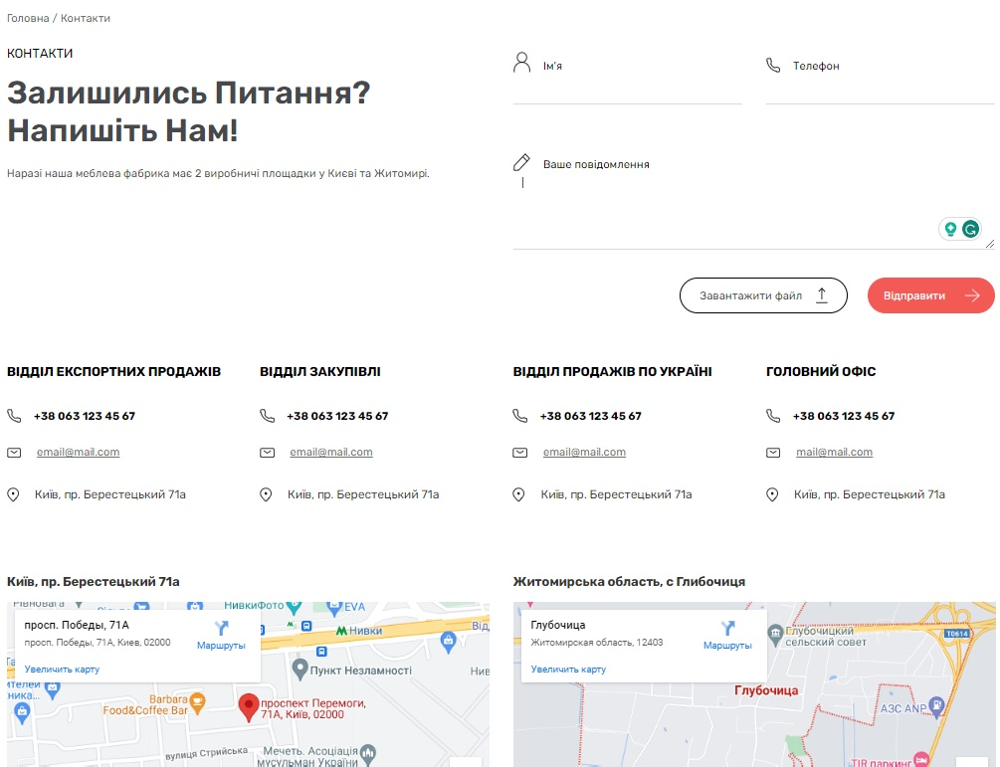 Головна / Контакти
КОНТАКТИ
Залишились Питання?
Напишіть Нам!
Наразі наша меблева фабрика має 2 виробничі площадки у Києві та Житомирі.
Ім'я
Телефон
Ваше повідомлення
Завантажити файл
Відправити
ВІДДІЛ ЕКСПОРТНИХ ПРОДАЖІВ
+38 063 123 45 67
email@mail.com
Київ, пр. Берестецький 71а
ВІДДІЛ ЗАКУПІВЛІ
+38 063 123 45 67
email@mail.com
Київ, пр. Берестецький 71а
ВІДДІЛ ПРОДАЖІВ ПО УКРАЇНІ
+38 063 123 45 67
email@mail.com
Київ, пр. Берестецький 71а
ГОЛОВНИЙ ОФІС
+38 063 123 45 67
mail@mail.com
Київ, пр. Берестецький 71а
Київ, пр. Берестецький 71а
НивкиФото
EVA
просп. Победы, 71А
просп. Победы, 71А, Киев, 02000
Маршруты
Увеличить карту
Нивки
Від
Пункт Незламності
Нив
Barbara
Food&Coffee Bar
проспект Перемоги,
71А, Київ, 02000
вулиця Стрийська
Мечеть. Асоціація
мусульман України
Житомирська область, с Глибочиця
Глубочица
Житомирская область, 12403
Маршруты
Увеличить карту
Глубочицкий
сельский совет
T0614
Глубочица
АЗС ANP
TIR паркинг